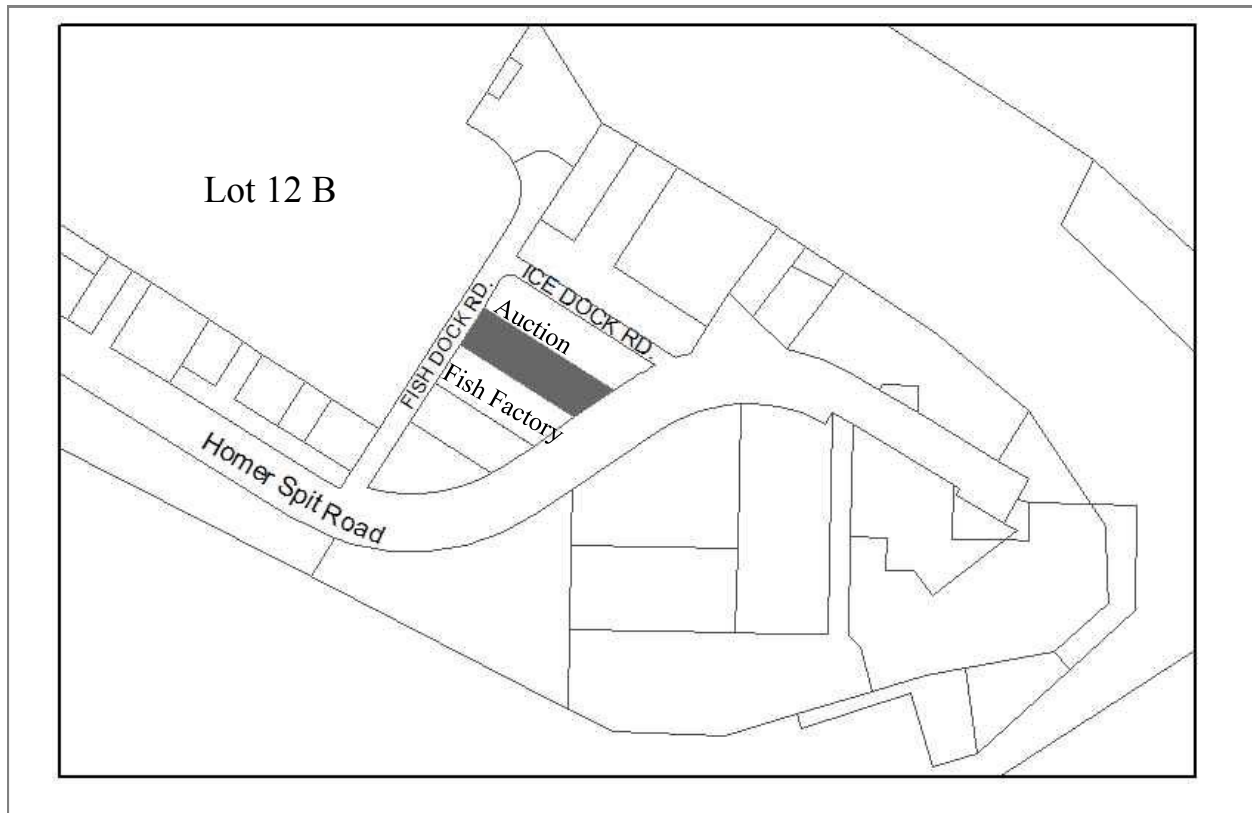 Lot 12 B
ICE DOCK RD.
Auction
FISH DOCK RD.
Fish Factory
Homer Spit Road